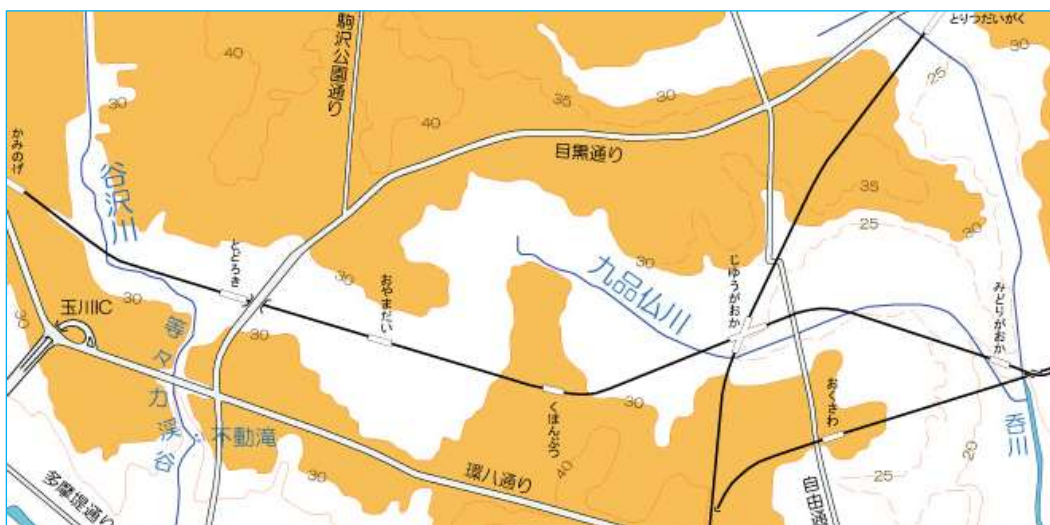 とりつだいがく
駒沢公園通り
40
30
30
25
35
30
30
40
かみのげ
目黒通り
谷沢川
35
25
30
とどろき
30
おやまだい
九品仏川
30
じゆうがおか
みどりがおか
玉川IC
30
30
等々力渓谷
30
25
くほんぶつ
30
おくさわ
不動滝
呑川
40
20
30
環八通り
25
多摩堤通り
自由通